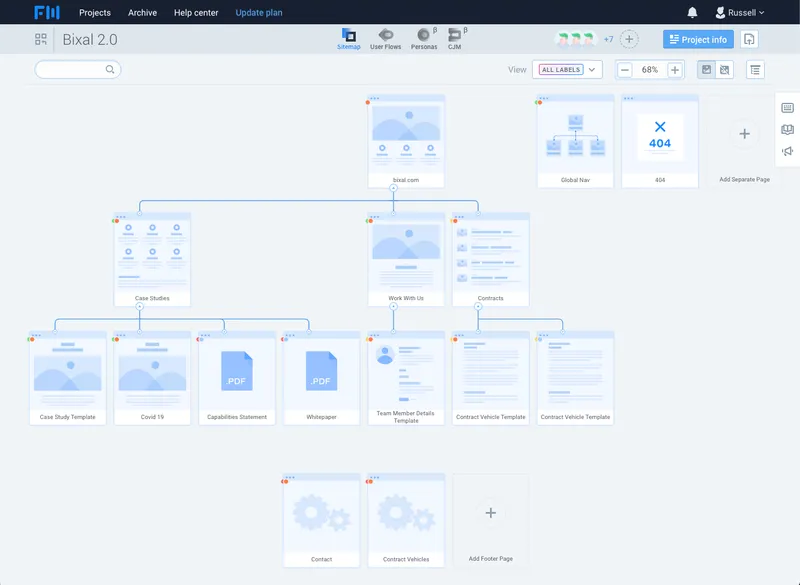 FW Projects Archive Help center Update plan Russell
Bixal 2.0
Sitemap User Flows Personas β CJM β
+7 Project info
View ALL LABELS 68%
bixal.com
Global Nav
404
404
Add Separate Page
Case Studies
Work With Us
Contracts
Case Study Template
Covid 19
.PDF
Capabilities Statement
.PDF
Whitepaper
Team Member Details
Template
Contract Vehicle Template
Contract Vehicle Template
Contact
Contract Vehicles
Add Footer Page